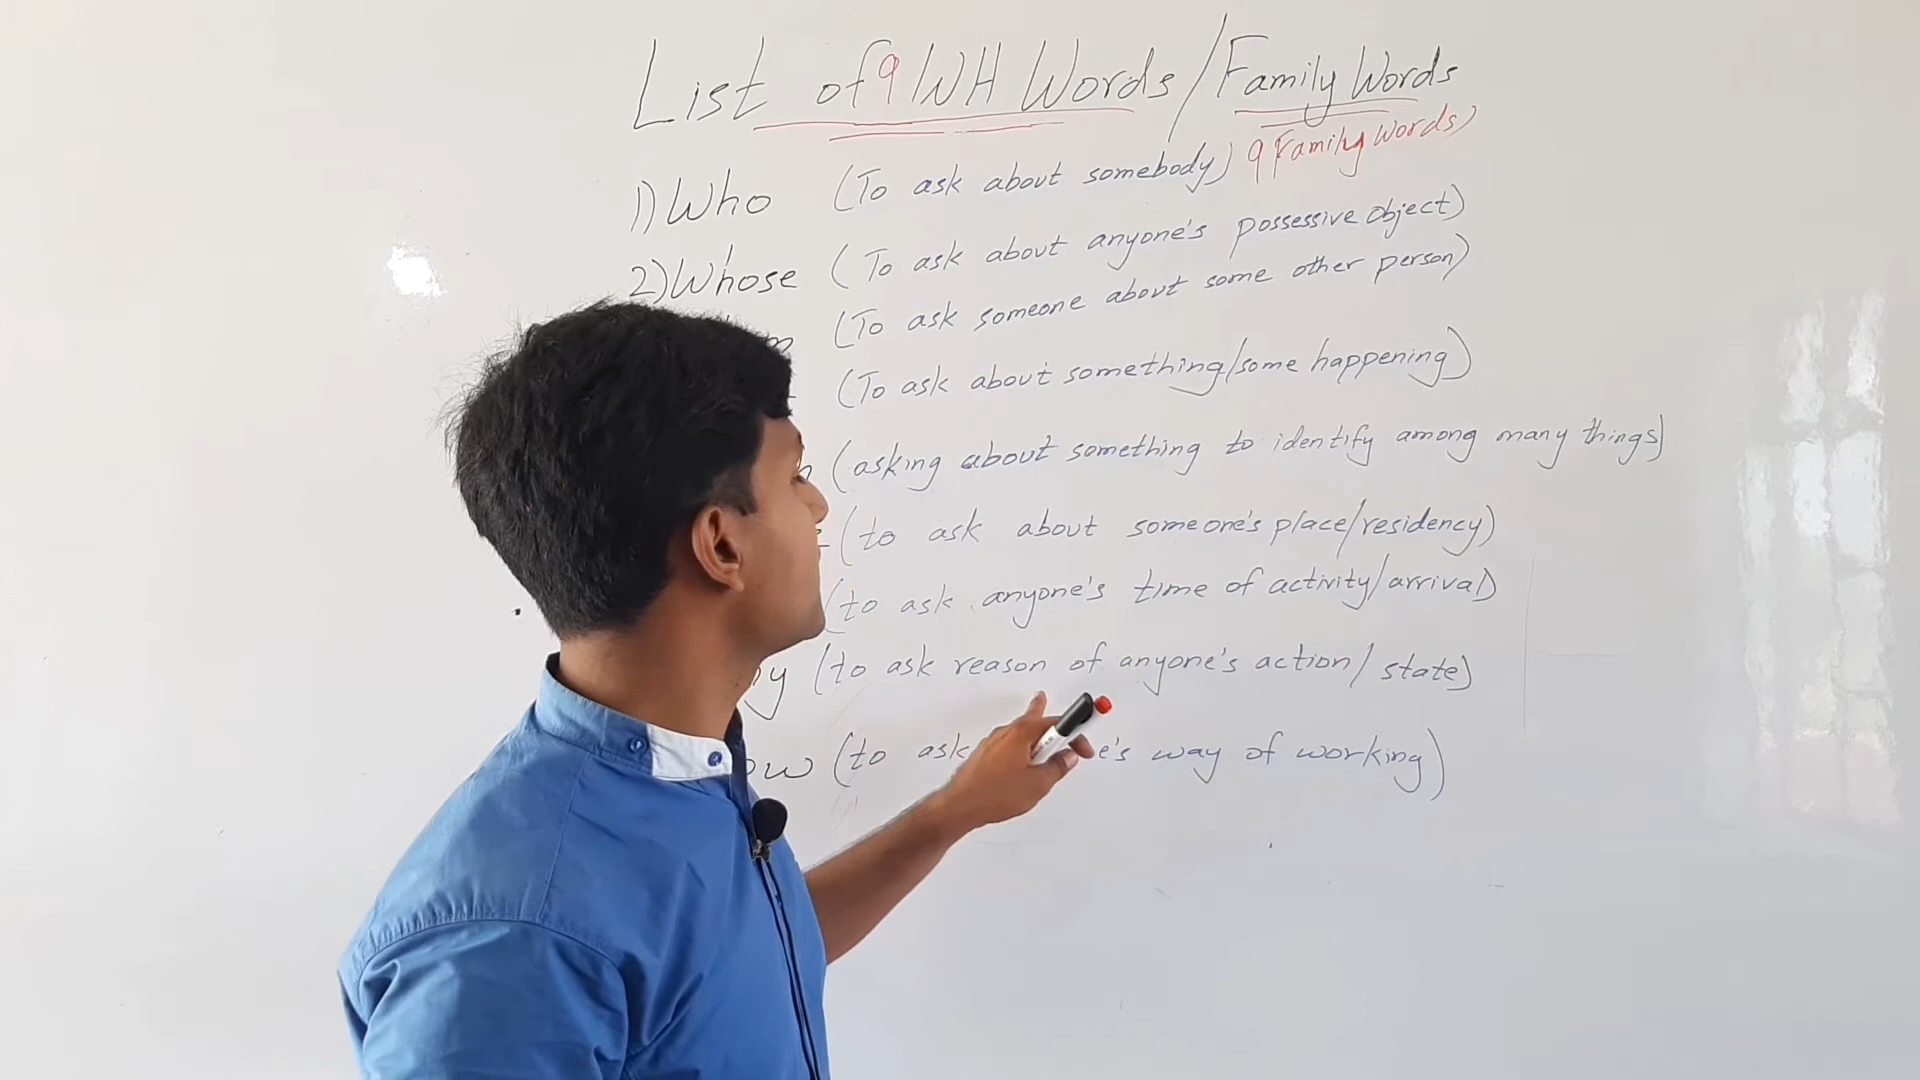 List of 9 WH Words/Family Words
9 Family Words)
1) Who (To ask about somebody)
2) Whose (To ask about anyone's possessive object)
(To ask someone about some other person)
(To ask about something/some happening)
(asking about something to identify among many things)
(to ask about someone's place/residency)
(to ask anyone's time of activity/arrival)
(to ask reason of anyone's action/state)
ow (to ask e's way of working)